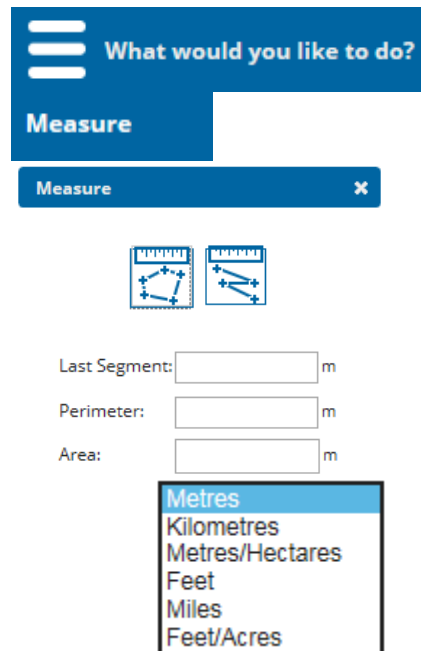 What would you like to do?
Measure
Measure ✖
Last Segment: m
Perimeter: m
Area: m
Metres
Kilometres
Metres/Hectares
Feet
Miles
Feet/Acres